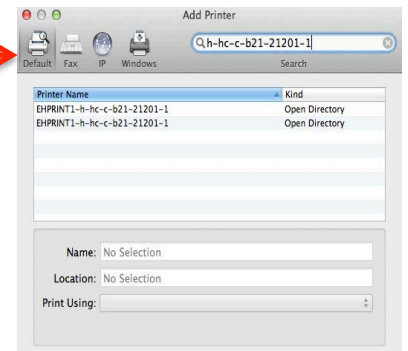 Add Printer
h-hc-c-b21-21201-1
Default Fax IP Windows Search
Printer Name Kind
EHPRINT1-h-hc-c-b21-21201-1 Open Directory
EHPRINT1-h-hc-c-b21-21201-1 Open Directory
Name: No Selection
Location: No Selection
Print Using: